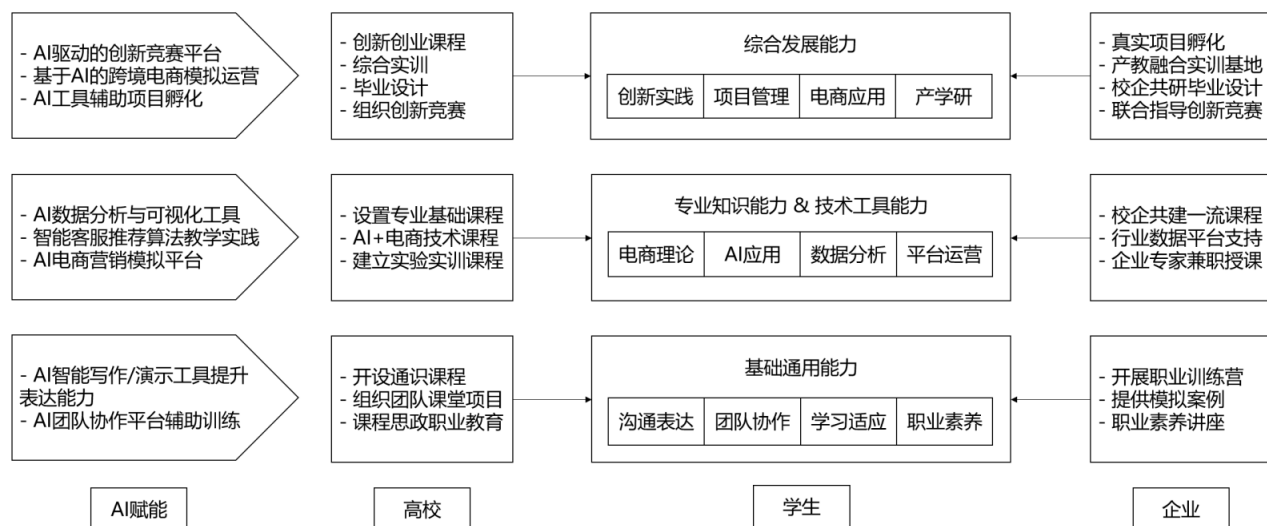 - AI驱动的创新竞赛平台
- 基于AI的跨境电商模拟运营
- AI工具辅助项目孵化
- 创新创业课程
- 综合实训
- 毕业设计
- 组织创新竞赛
综合发展能力
创新实践 项目管理 电商应用 产学研
- 真实项目孵化
- 产教融合实训基地
- 校企共研毕业设计
- 联合指导创新竞赛
- AI数据分析与可视化工具
- 智能客服推荐算法教学实践
- AI电商营销模拟平台
- 设置专业基础课程
- AI+电商技术课程
- 建立实验实训课程
专业知识能力 & 技术工具能力
电商理论 AI应用 数据分析 平台运营
- 校企共建一流课程
- 行业数据平台支持
- 企业专家兼职授课
- AI智能写作/演示工具提升
表达能力
- AI团队协作平台辅助训练
- 开设通识课程
- 组织团队课堂项目
- 课程思政职业教育
基础通用能力
沟通表达 团队协作 学习适应 职业素养
- 开展职业训练营
- 提供模拟案例
- 职业素养讲座
AI赋能 高校 学生 企业